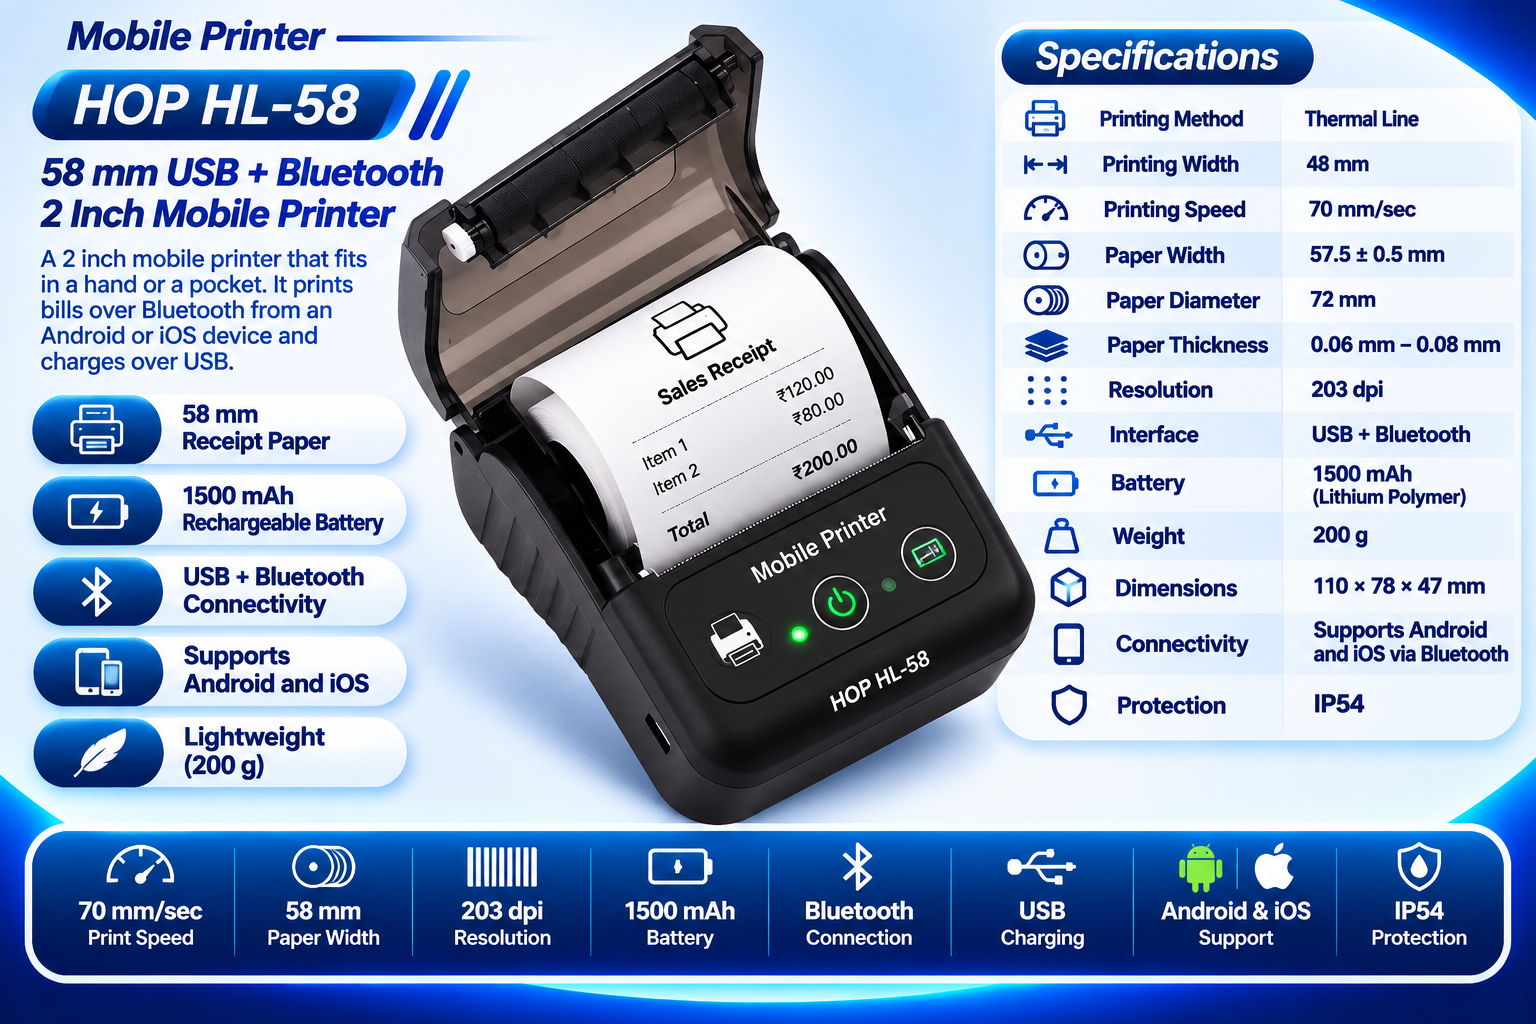 Mobile Printer
HOP HL-58
58 mm USB + Bluetooth
2 Inch Mobile Printer
A 2 inch mobile printer that fits
in a hand or a pocket. It prints
bills over Bluetooth from an
Android or iOS device and
charges over USB.
58 mm
Receipt Paper
1500 mAh
Rechargeable Battery
USB + Bluetooth
Connectivity
Supports
Android and iOS
Lightweight
(200 g)
Sales Receipt
Item 1 ₹120.00
Item 2 ₹80.00
Total ₹200.00
Mobile Printer
HOP HL-58
Specifications
Printing Method Thermal Line
Printing Width 48 mm
Printing Speed 70 mm/sec
Paper Width 57.5 ± 0.5 mm
Paper Diameter 72 mm
Paper Thickness 0.06 mm – 0.08 mm
Resolution 203 dpi
Interface USB + Bluetooth
Battery 1500 mAh
(Lithium Polymer)
Weight 200 g
Dimensions 110 × 78 × 47 mm
Connectivity Supports Android
and iOS via Bluetooth
Protection IP54
70 mm/sec
Print Speed
58 mm
Paper Width
203 dpi
Resolution
1500 mAh
Battery
Bluetooth
Connection
USB
Charging
Android & iOS
Support
IP54
Protection